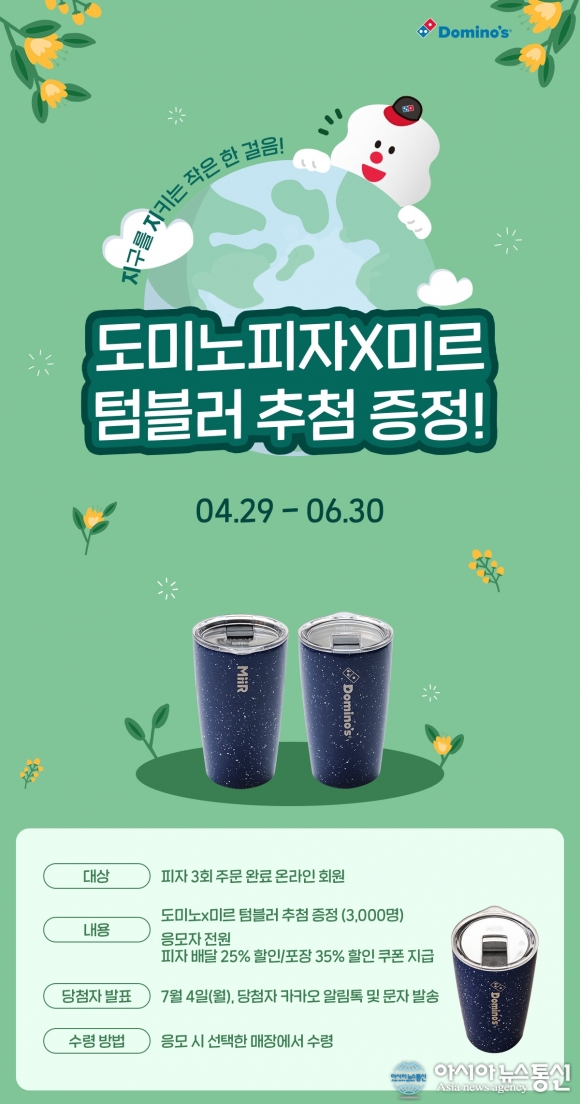 Domino's
지구를 지키는 작은 한 걸음!
도미노피자X미르
텀블러 추첨 증정!
04.29 – 06.30
MiiR
Domino's
대상
피자 3회 주문 완료 온라인 회원
내용
도미노x미르 텀블러 추첨 증정 (3,000명)
응모자 전원
피자 배달 25% 할인/포장 35% 할인 쿠폰 지급
당첨자 발표
7월 4일(월), 당첨자 카카오 알림톡 및 문자 발송
수령 방법
응모 시 선택한 매장에서 수령
Domino's
아시아뉴스통신
Asia news agency